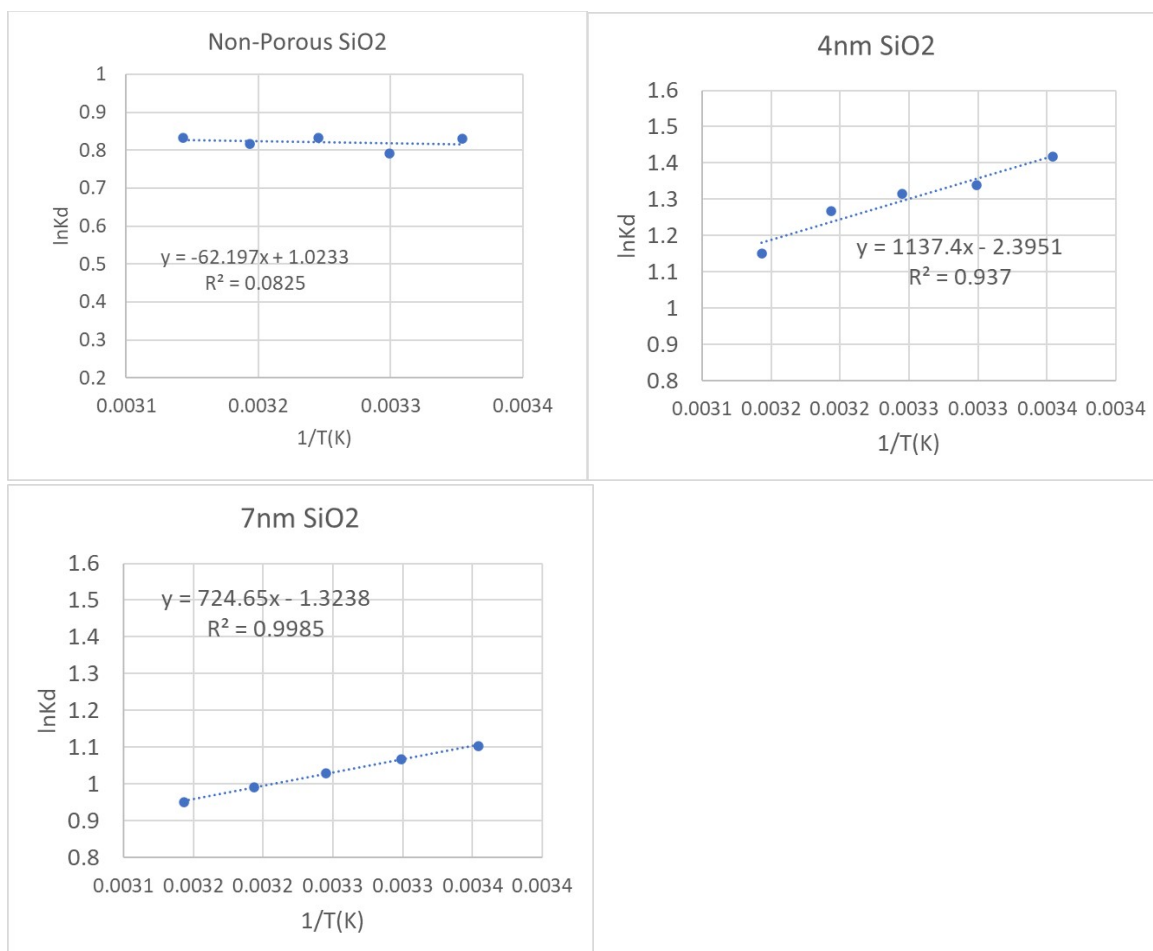 Non-Porous SiO2
1
0.9
0.8
0.7
0.6
0.5
0.4
0.3
0.2
lnKd
y = -62.197x + 1.0233
R² = 0.0825
0.0031 0.0032 0.0033 0.0034
1/T(K)
4nm SiO2
1.6
1.5
1.4
1.3
1.2
1.1
1
0.9
0.8
lnKd
y = 1137.4x - 2.3951
R² = 0.937
0.0031 0.0032 0.0032 0.0033 0.0033 0.0034 0.0034
1/T(K)
7nm SiO2
1.6
1.5
1.4
1.3
1.2
1.1
1
0.9
0.8
lnKd
y = 724.65x - 1.3238
R² = 0.9985
0.0031 0.0032 0.0032 0.0033 0.0033 0.0034 0.0034
1/T(K)